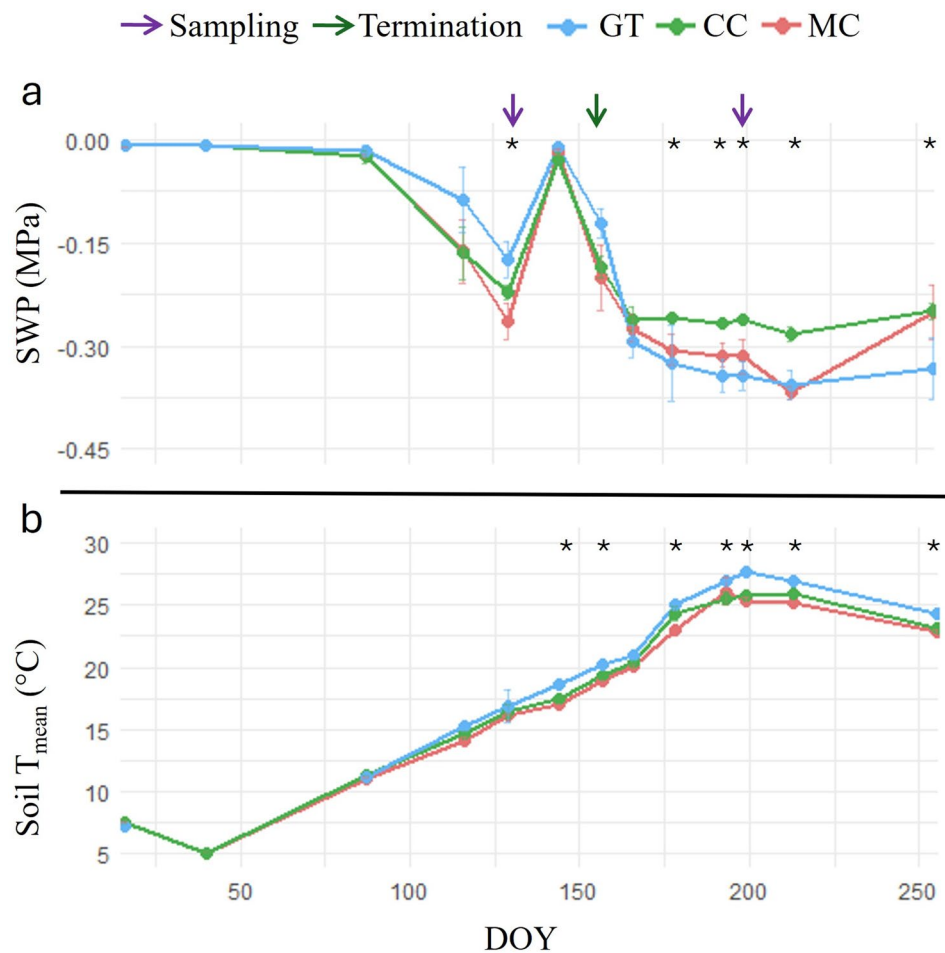 Sampling Termination GT CC MC
a
0.00 * * * * * *
-0.15
-0.30
-0.45
SWP (MPa)
b
30 * * * * * * *
25
20
15
10
5
Soil Tmean (°C)
50 100 150 200 250
DOY